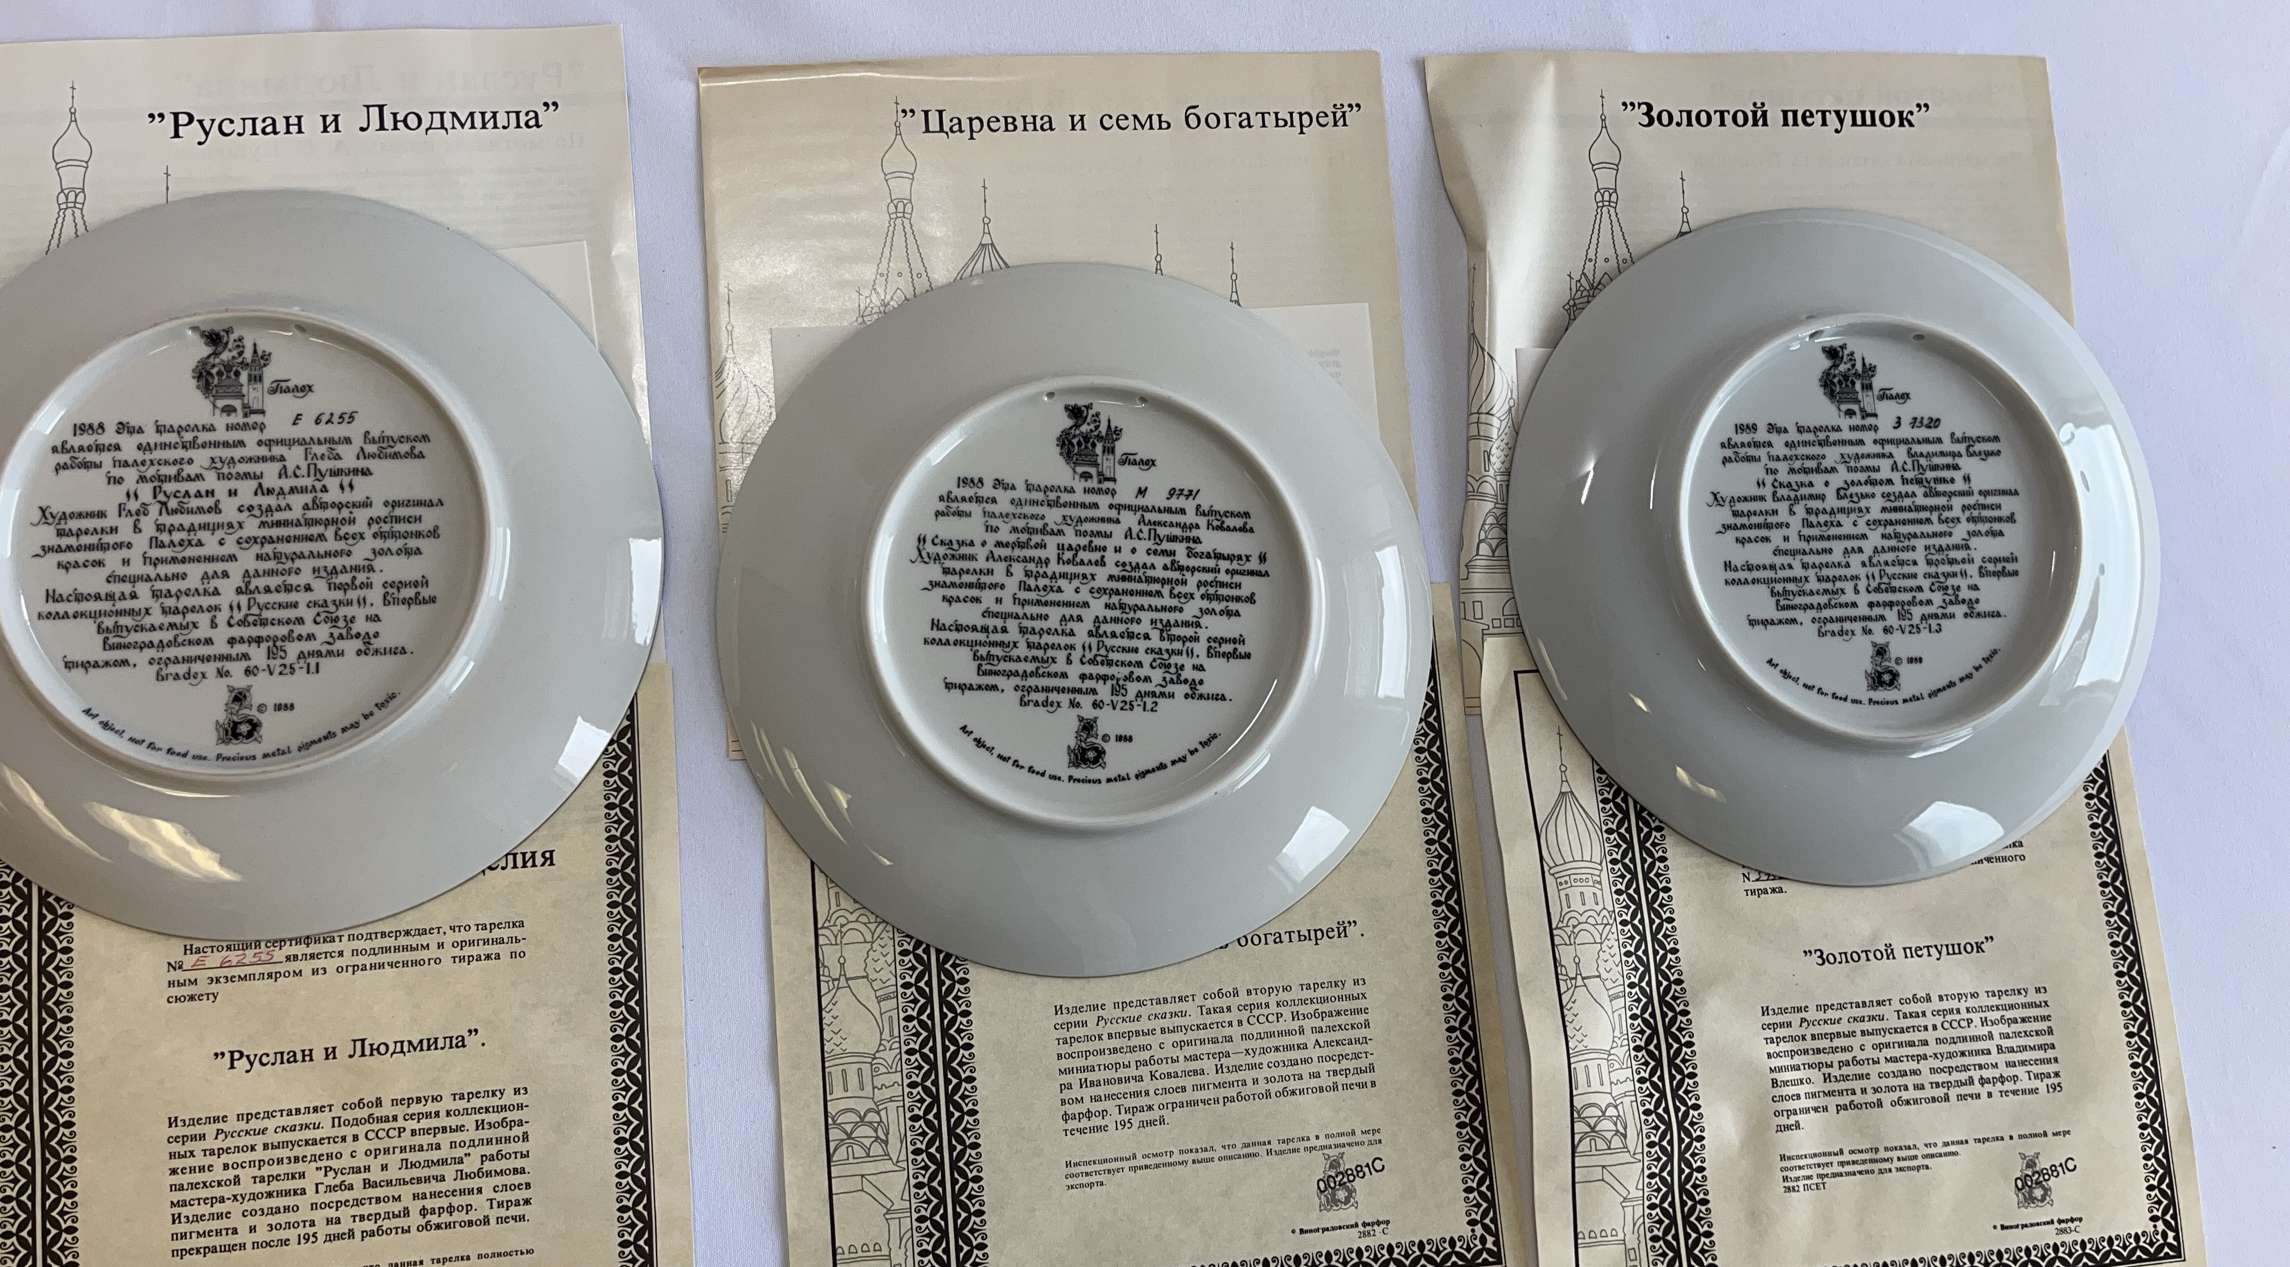 "Руслан и Людмила"
Палех
1988 Эта тарелка номер E 6255
является единственным официальным выпуском
работы палехского художника Глеба Любимова
по мотивам поэмы А.С.Пушкина
"Руслан и Людмила"
Художник Глеб Любимов создал авторский оригинал
тарелки в традициях миниатюрной росписи
знаменитого Палеха с сохранением всех оттенков
красок и применением натурального золота
специально для данного издания.
Настоящая тарелка является первой серией
коллекционных тарелок "Русские сказки". Впервые
выпускаемых в Советском Союзе на
Виноградовском фарфоровом заводе
тиражом, ограниченным 195 днями обжига.
Bradex No. 60-V25-1.1
© 1988
Art object, not for food use. Precious metal pigments may be toxic.
Настоящий сертификат подтверждает, что тарелка
№ E 6255 является подлинным и оригиналь-
ным экземпляром из ограниченного тиража по
сюжету
"Руслан и Людмила".
Изделие представляет собой первую тарелку из
серии Русские сказки. Подобная серия коллекцион-
ных тарелок выпускается в СССР впервые. Изобра-
жение воспроизведено с оригинала подлинной
палехской тарелки "Руслан и Людмила" работы
мастера-художника Глеба Васильевича Любимова.
Изделие создано посредством нанесения слоев
пигмента и золота на твердый фарфор. Тираж
прекращен после 195 дней работы обжиговой печи.
данная тарелка полностью
"Царевна и семь богатырей"
Палех
1988 Эта тарелка номер M 9771
является единственным официальным выпуском
работы палехского художника Александра Ковалева
по мотивам поэмы А.С.Пушкина
"Сказка о мертвой царевне и о семи богатырях"
Художник Александр Ковалев создал авторский оригинал
тарелки в традициях миниатюрной росписи
знаменитого Палеха с сохранением всех оттенков
красок и применением натурального золота
специально для данного издания.
Настоящая тарелка является второй серией
коллекционных тарелок "Русские сказки". Впервые
выпускаемых в Советском Союзе на
Виноградовском фарфоровом заводе
тиражом, ограниченным 195 днями обжига.
Bradex No. 60-V25-1.2
© 1988
Art object, not for food use. Precious metal pigments may be toxic.
богатырей".
Изделие представляет собой вторую тарелку из
серии Русские сказки. Такая серия коллекционных
тарелок впервые выпускается в СССР. Изображение
воспроизведено с оригинала подлинной палехской
миниатюры работы мастера—художника Александ-
ра Ивановича Ковалева. Изделие создано посредст-
вом нанесения слоев пигмента и золота на твердый
фарфор. Тираж ограничен работой обжиговой печи в
течение 195 дней.
Инспекционный осмотр показал, что данная тарелка в полной мере
соответствует приведенному выше описанию. Изделие предназначено для
экспорта.
002881C
© Виноградовский фарфор
2882 -С
"Золотой петушок"
Палех
1989 Эта тарелка номер 3 7320
является единственным официальным выпуском
работы палехского художника Владимира Влезько
по мотивам поэмы А.С.Пушкина
"Сказка о золотом петушке"
Художник Владимир Влезько создал авторский оригинал
тарелки в традициях миниатюрной росписи
знаменитого Палеха с сохранением всех оттенков
красок и применением натурального золота
специально для данного издания.
Настоящая тарелка является третьей серией
коллекционных тарелок "Русские сказки". Впервые
выпускаемых в Советском Союзе на
Виноградовском фарфоровом заводе
тиражом, ограниченным 195 днями обжига.
Bradex No. 60-V25-1.3
© 1988
Art object, not for food use. Precious metal pigments may be toxic.
тиража.
"Золотой петушок"
Изделие представляет собой вторую тарелку из
серии Русские сказки. Такая серия коллекционных
тарелок впервые выпускается в СССР. Изображение
воспроизведено с оригинала подлинной палехской
миниатюры работы мастера-художника Владимира
Влешко. Изделие создано посредством нанесения
слоев пигмента и золота на твердый фарфор. Тираж
ограничен работой обжиговой печи в течение 195
дней.
Инспекционный осмотр показал, что данная тарелка в полной мере
соответствует приведенному выше описанию.
Изделие предназначено для экспорта.
2882 ПСЕТ
002881C
© Виноградовский фарфор
2883-С